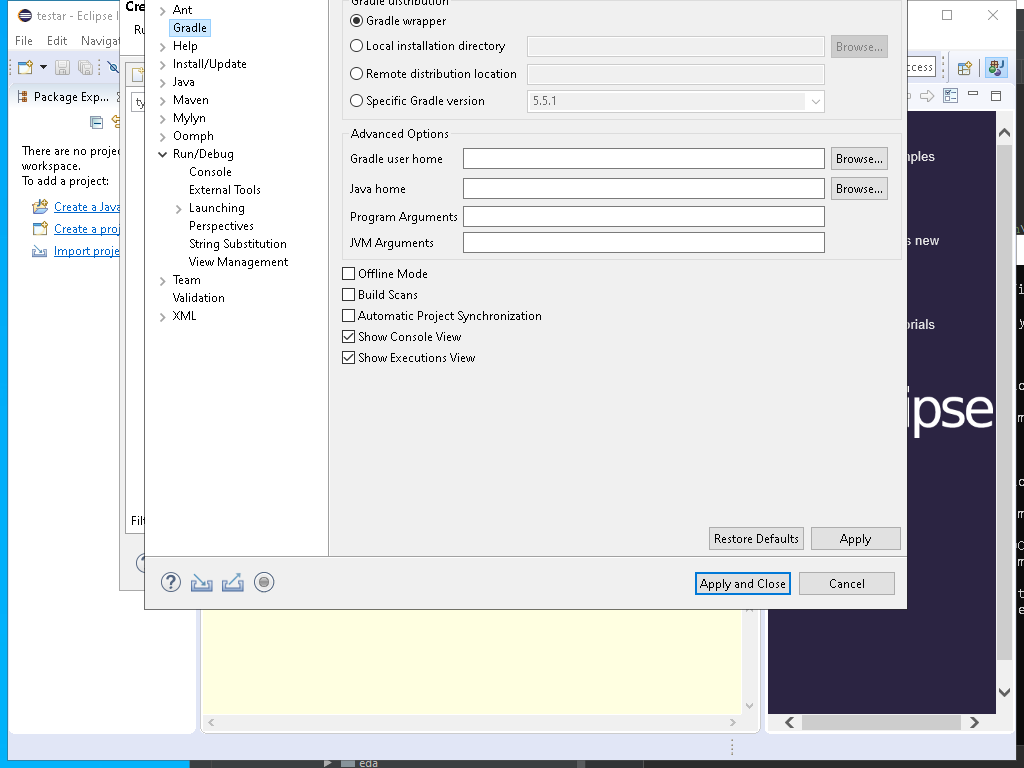 testar - Eclipse I
Cre
File Edit Navigat
Ru
Package Exp...
ty
There are no projec
workspace.
To add a project:
Create a Java
Create a proj
Import proje
Filt
Ant
Gradle
Help
Install/Update
Java
Maven
Mylyn
Oomph
Run/Debug
Console
External Tools
Launching
Perspectives
String Substitution
View Management
Team
Validation
XML
Gradle distribution
Gradle wrapper
Local installation directory Browse...
Remote distribution location
Specific Gradle version 5.5.1
Advanced Options
Gradle user home Browse...
Java home Browse...
Program Arguments
JVM Arguments
Offline Mode
Build Scans
Automatic Project Synchronization
Show Console View
Show Executions View
Restore Defaults Apply
Apply and Close Cancel
ccess
ples
s new
rials
ipse
eda